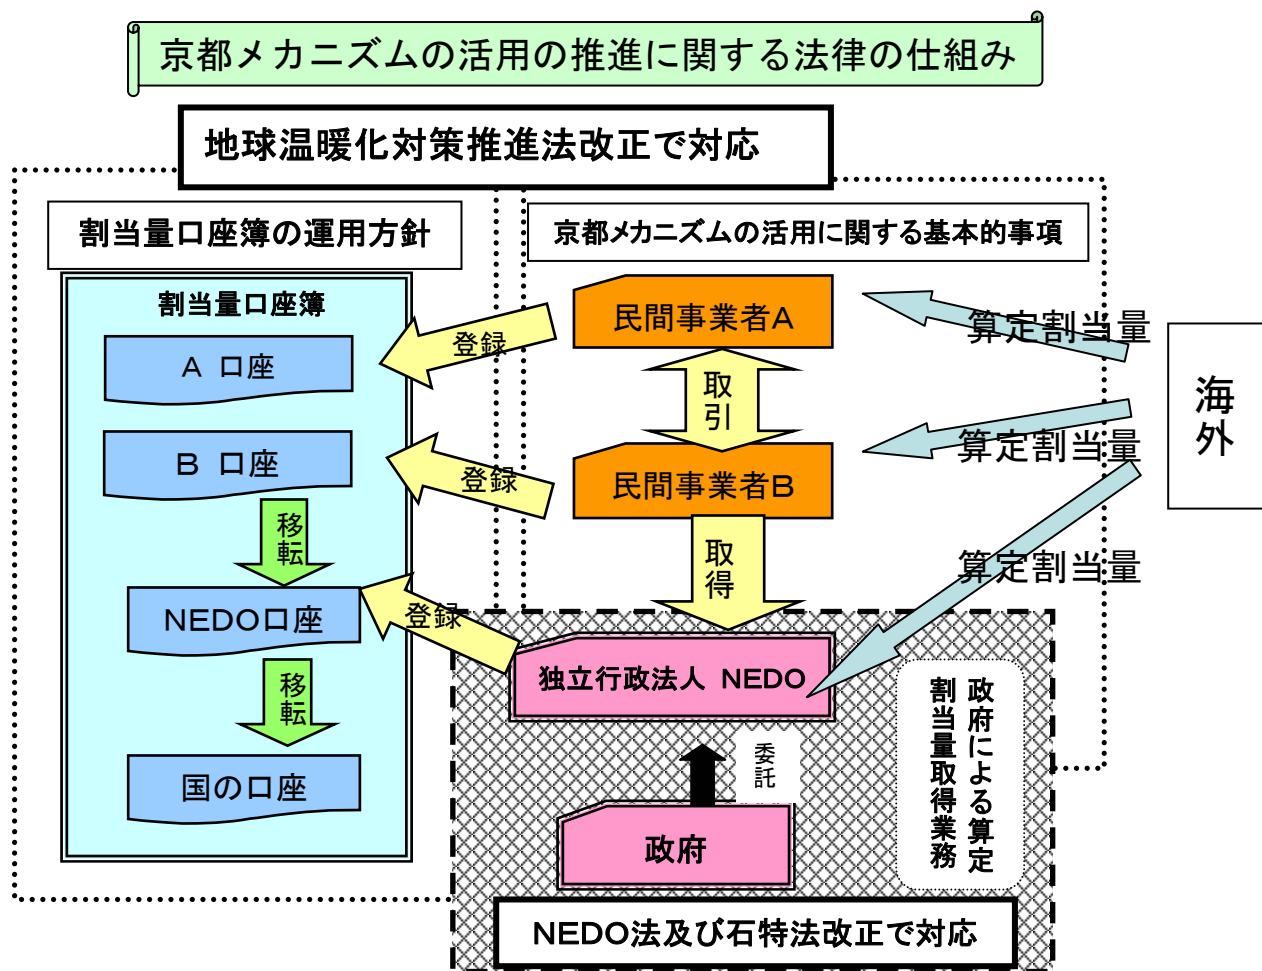 京都メカニズムの活用の推進に関する法律の仕組み
地球温暖化対策推進法改正で対応
割当量口座簿の運用方針
京都メカニズムの活用に関する基本的事項
割当量口座簿
A 口座
B 口座
移転
NEDO口座
移転
国の口座
登録
登録
登録
民間事業者A
取引
民間事業者B
取得
独立行政法人 NEDO
委託
政府
算定割当量
算定割当量
算定割当量
海外
政府による算定
割当量取得業務
NEDO法及び石特法改正で対応